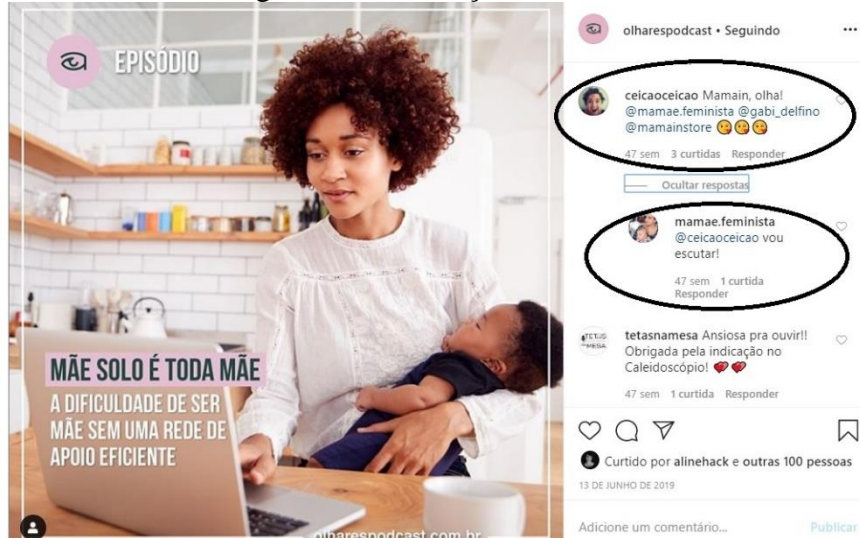 EPISÓDIO
MÃE SOLO É TODA MÃE
A DIFICULDADE DE SER
MÃE SEM UMA REDE DE
APOIO EFICIENTE
olharespodcast.com.br
olharespodcast • Seguindo
ceicaoceicao Mamain, olha!
@mamae.feminista @gabi_delfino
@mamainstore 😘😘😘
47 sem 3 curtidas Responder
Ocultar respostas
mamae.feminista
@ceicaoceicao vou
escutar!
47 sem 1 curtida
Responder
tetasnamesa Ansiosa pra ouvir!!
Obrigada pela indicação no
Caleidoscópio! 💕💕
47 sem 1 curtida Responder
Curtido por alinehack e outras 100 pessoas
13 DE JUNHO DE 2019
Adicione um comentário... Publicar